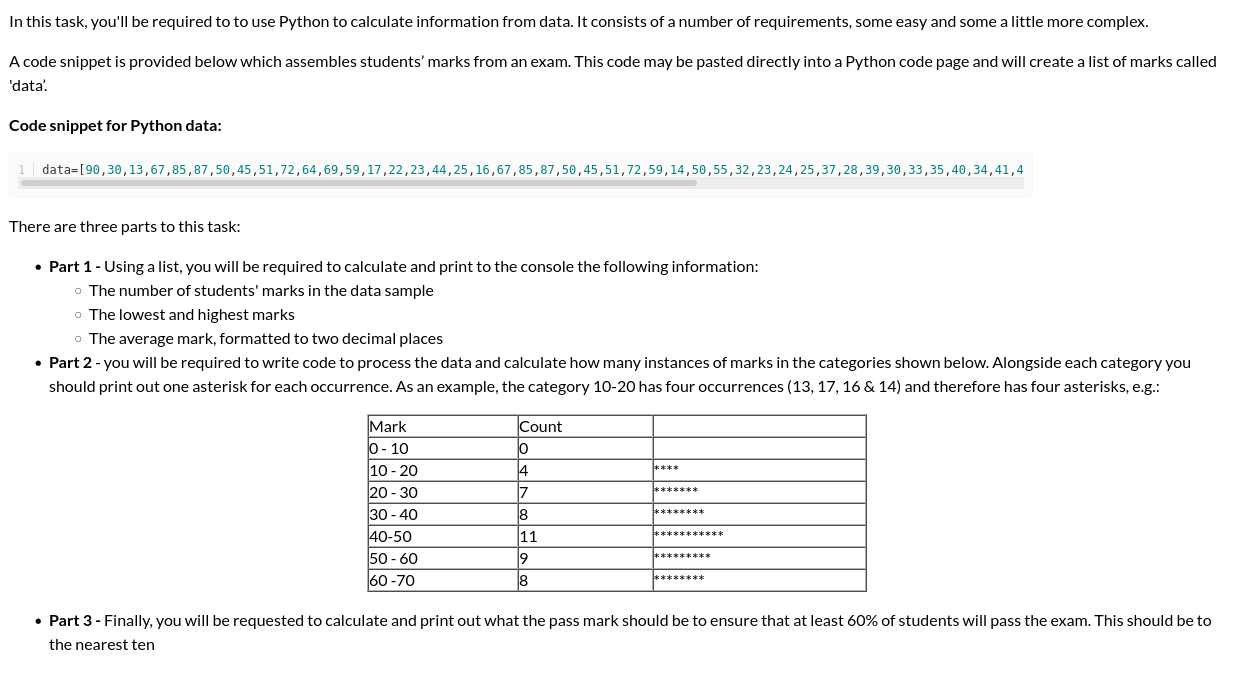 In this task, you'll be required to to use Python to calculate information from data. It consists of a number of requirements, some easy and some a little more complex.
A code snippet is provided below which assembles students’ marks from an exam. This code may be pasted directly into a Python code page and will create a list of marks called
'data’.
Code snippet for Python data:
1 data=[90,30,13,67,85,87,50,45,51,72,64,69,59,17,22,23,44,25,16,67,85,87,50,45,51,72,59,14,50,55,32,23,24,25,37,28,39,30,33,35,40,34,41,4
There are three parts to this task:
• Part 1 - Using a list, you will be required to calculate and print to the console the following information:
○ The number of students' marks in the data sample
○ The lowest and highest marks
○ The average mark, formatted to two decimal places
• Part 2 - you will be required to write code to process the data and calculate how many instances of marks in the categories shown below. Alongside each category you
should print out one asterisk for each occurrence. As an example, the category 10-20 has four occurrences (13, 17, 16 & 14) and therefore has four asterisks, e.g.:
Mark Count
0 - 10 0
10 - 20 4 ****
20 - 30 7 *******
30 - 40 8 ********
40-50 11 ***********
50 - 60 9 *********
60 -70 8 ********
• Part 3 - Finally, you will be requested to calculate and print out what the pass mark should be to ensure that at least 60% of students will pass the exam. This should be to
the nearest ten